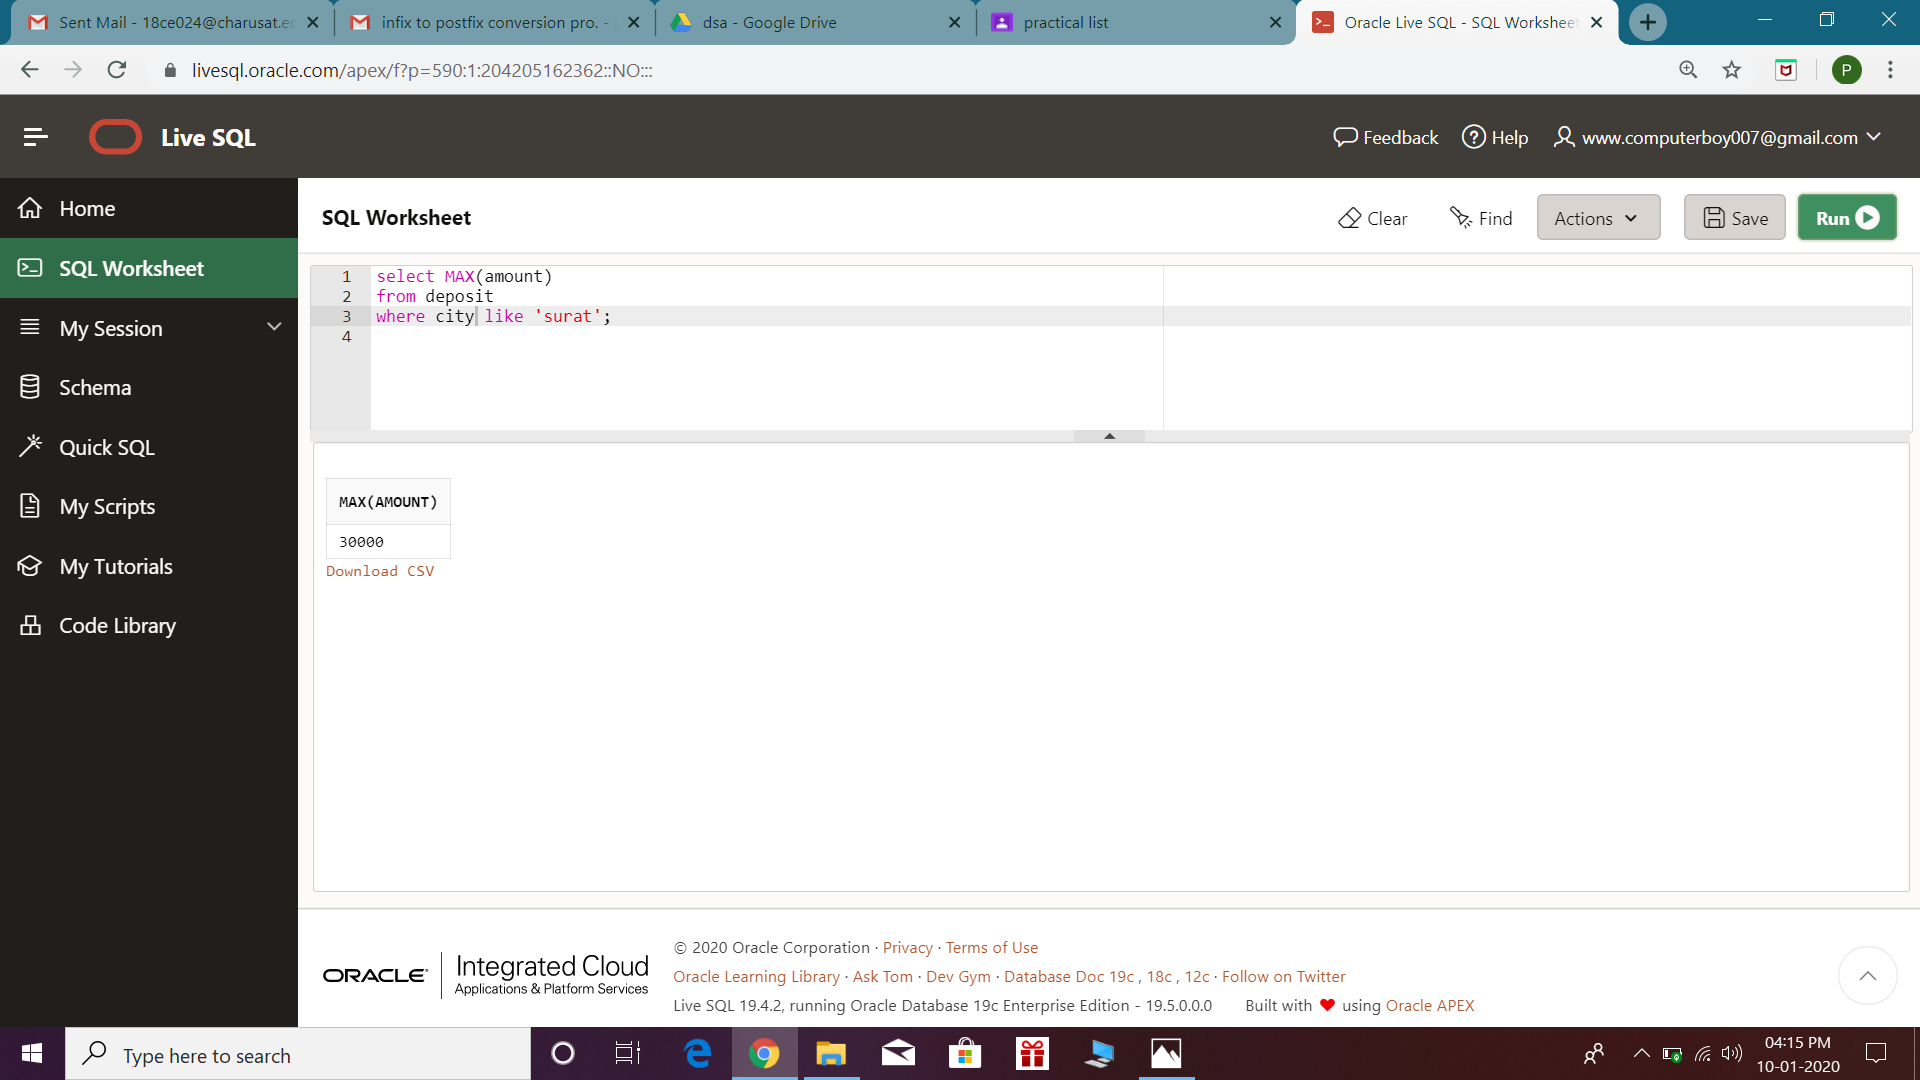 Sent Mail - 18ce024@charusat.ec
infix to postfix conversion pro. -
dsa - Google Drive
practical list
Oracle Live SQL - SQL Worksheet
livesql.oracle.com/apex/f?p=590:1:204205162362::NO:::
P
Live SQL
Feedback
Help
www.computerboy007@gmail.com
Home
SQL Worksheet
My Session
Schema
Quick SQL
My Scripts
My Tutorials
Code Library
SQL Worksheet
Clear
Find
Actions
Save
Run
1 select MAX(amount)
2 from deposit
3 where city like 'surat';
4
MAX(AMOUNT)
30000
Download CSV
ORACLE
Integrated Cloud
Applications & Platform Services
© 2020 Oracle Corporation · Privacy · Terms of Use
Oracle Learning Library · Ask Tom · Dev Gym · Database Doc 19c , 18c , 12c · Follow on Twitter
Live SQL 19.4.2, running Oracle Database 19c Enterprise Edition - 19.5.0.0.0 Built with ❤ using Oracle APEX
Type here to search
04:15 PM
10-01-2020